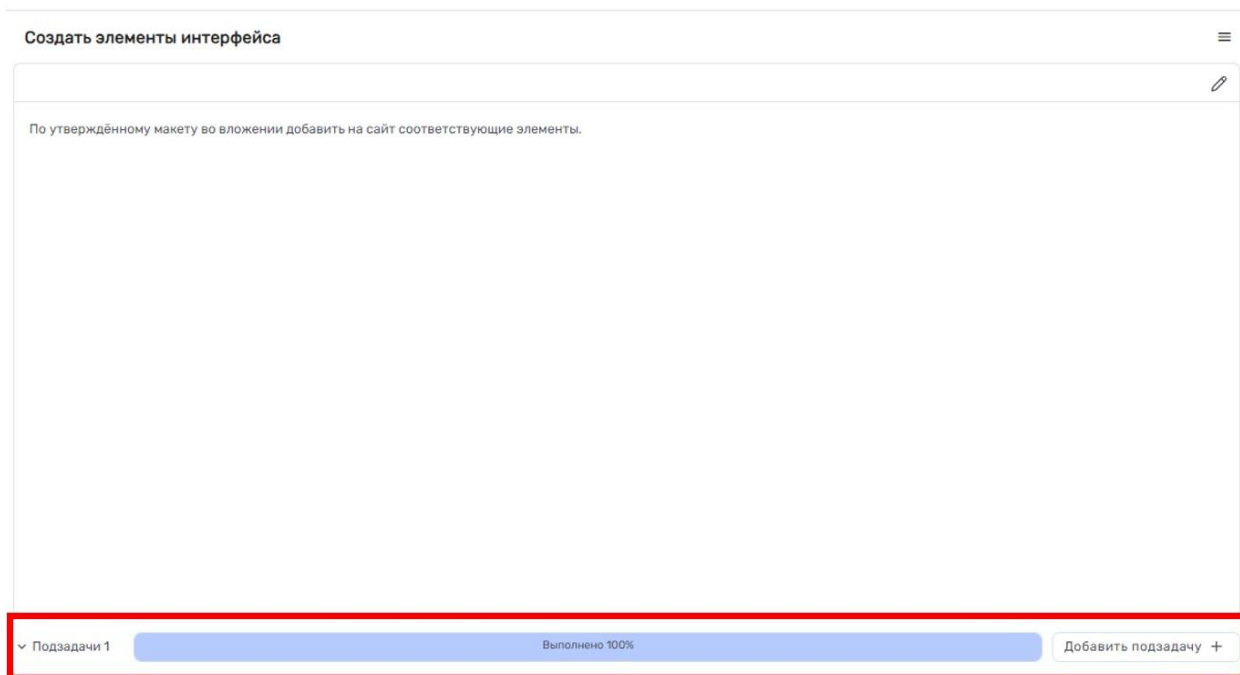 Создать элементы интерфейса
По утверждённому макету во вложении добавить на сайт соответствующие элементы.
Подзадачи 1
Выполнено 100%
Добавить подзадачу +